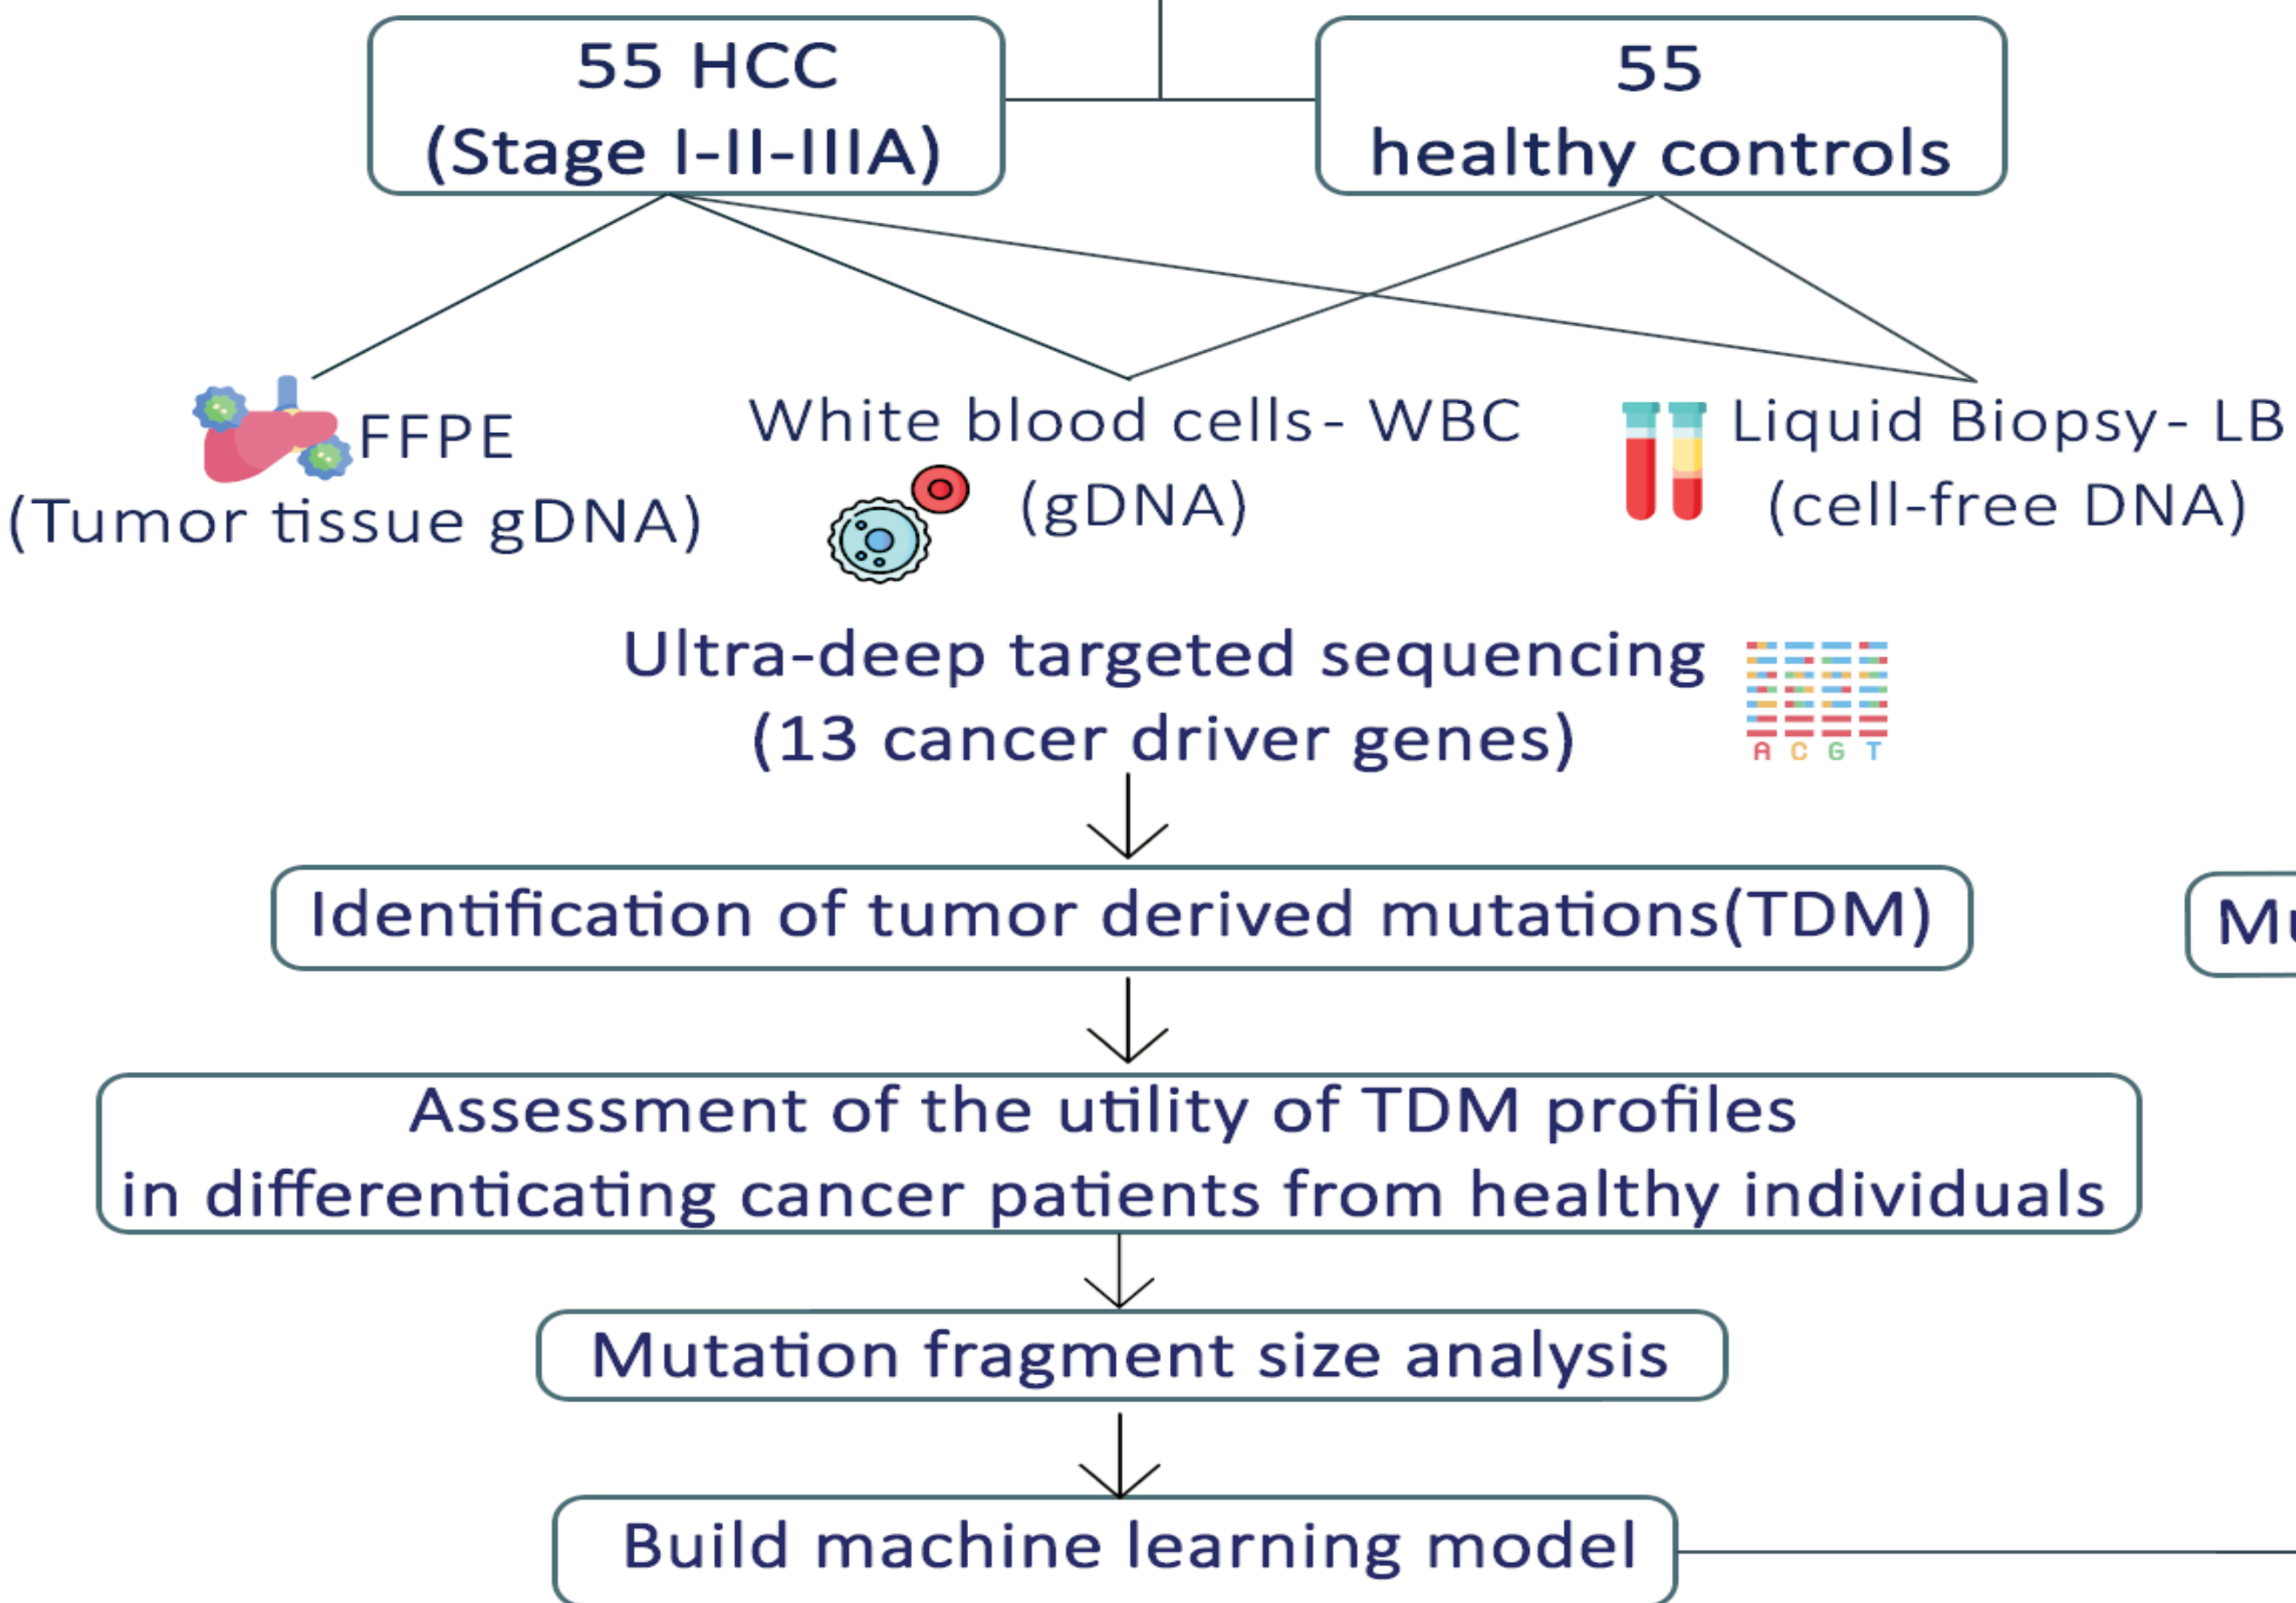 55 HCC
(Stage I-II-IIIA)
55
healthy controls
FFPE
(Tumor tissue gDNA)
White blood cells- WBC
(gDNA)
Liquid Biopsy- LB
(cell-free DNA)
Ultra-deep targeted sequencing
(13 cancer driver genes)
A C G T
Identification of tumor derived mutations(TDM)
Assessment of the utility of TDM profiles
in differenticating cancer patients from healthy individuals
Mutation fragment size analysis
Build machine learning model